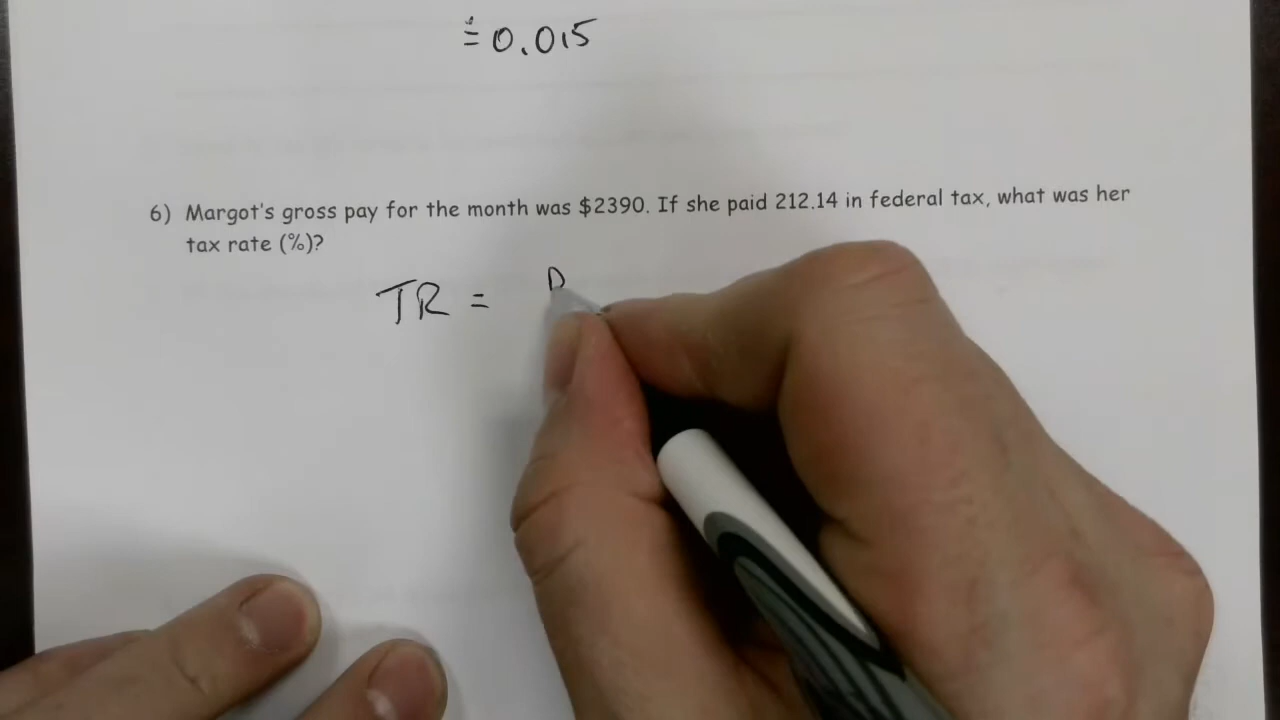 ≐ 0.015
6) Margot's gross pay for the month was $2390. If she paid 212.14 in federal tax, what was her
tax rate (%)?
TR =